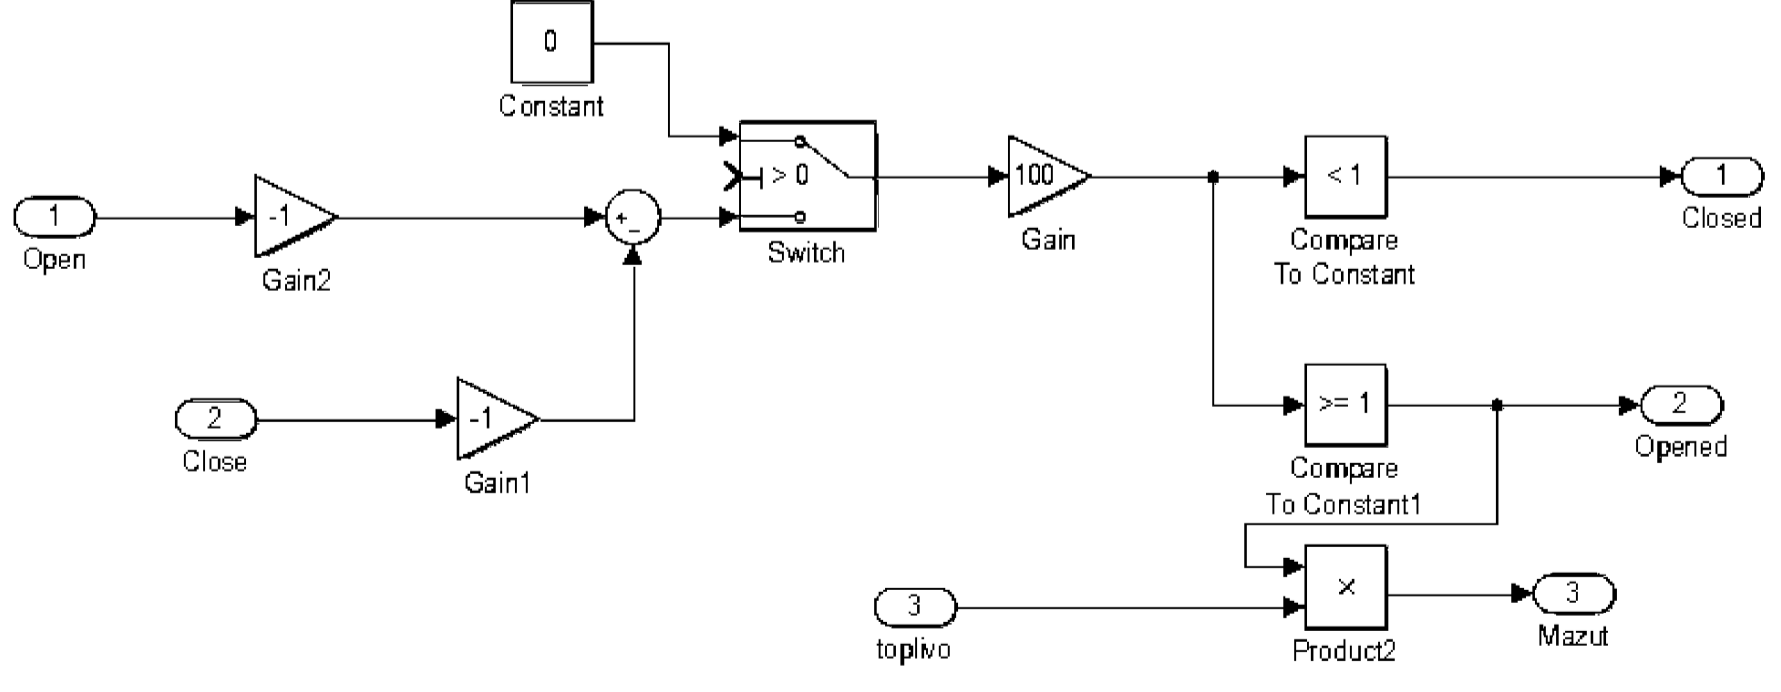 0
Constant
1
Open
-1
Gain2
+
−
> 0
Switch
100
Gain
< 1
Compare
To Constant
1
Closed
2
Close
-1
Gain1
>= 1
Compare
To Constant1
2
Opened
3
toplivo
×
Product2
3
Mazut